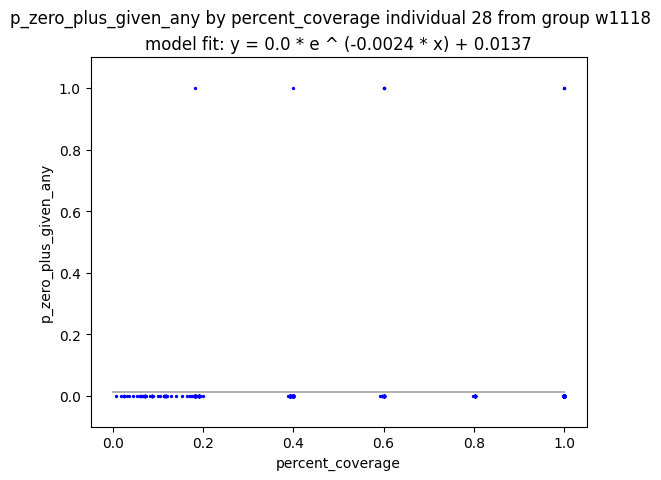 p_zero_plus_given_any by percent_coverage individual 28 from group w1118
model fit: y = 0.0 * e ^ (-0.0024 * x) + 0.0137
1.0
0.8
0.6
0.4
0.2
0.0
p_zero_plus_given_any
0.0 0.2 0.4 0.6 0.8 1.0
percent_coverage